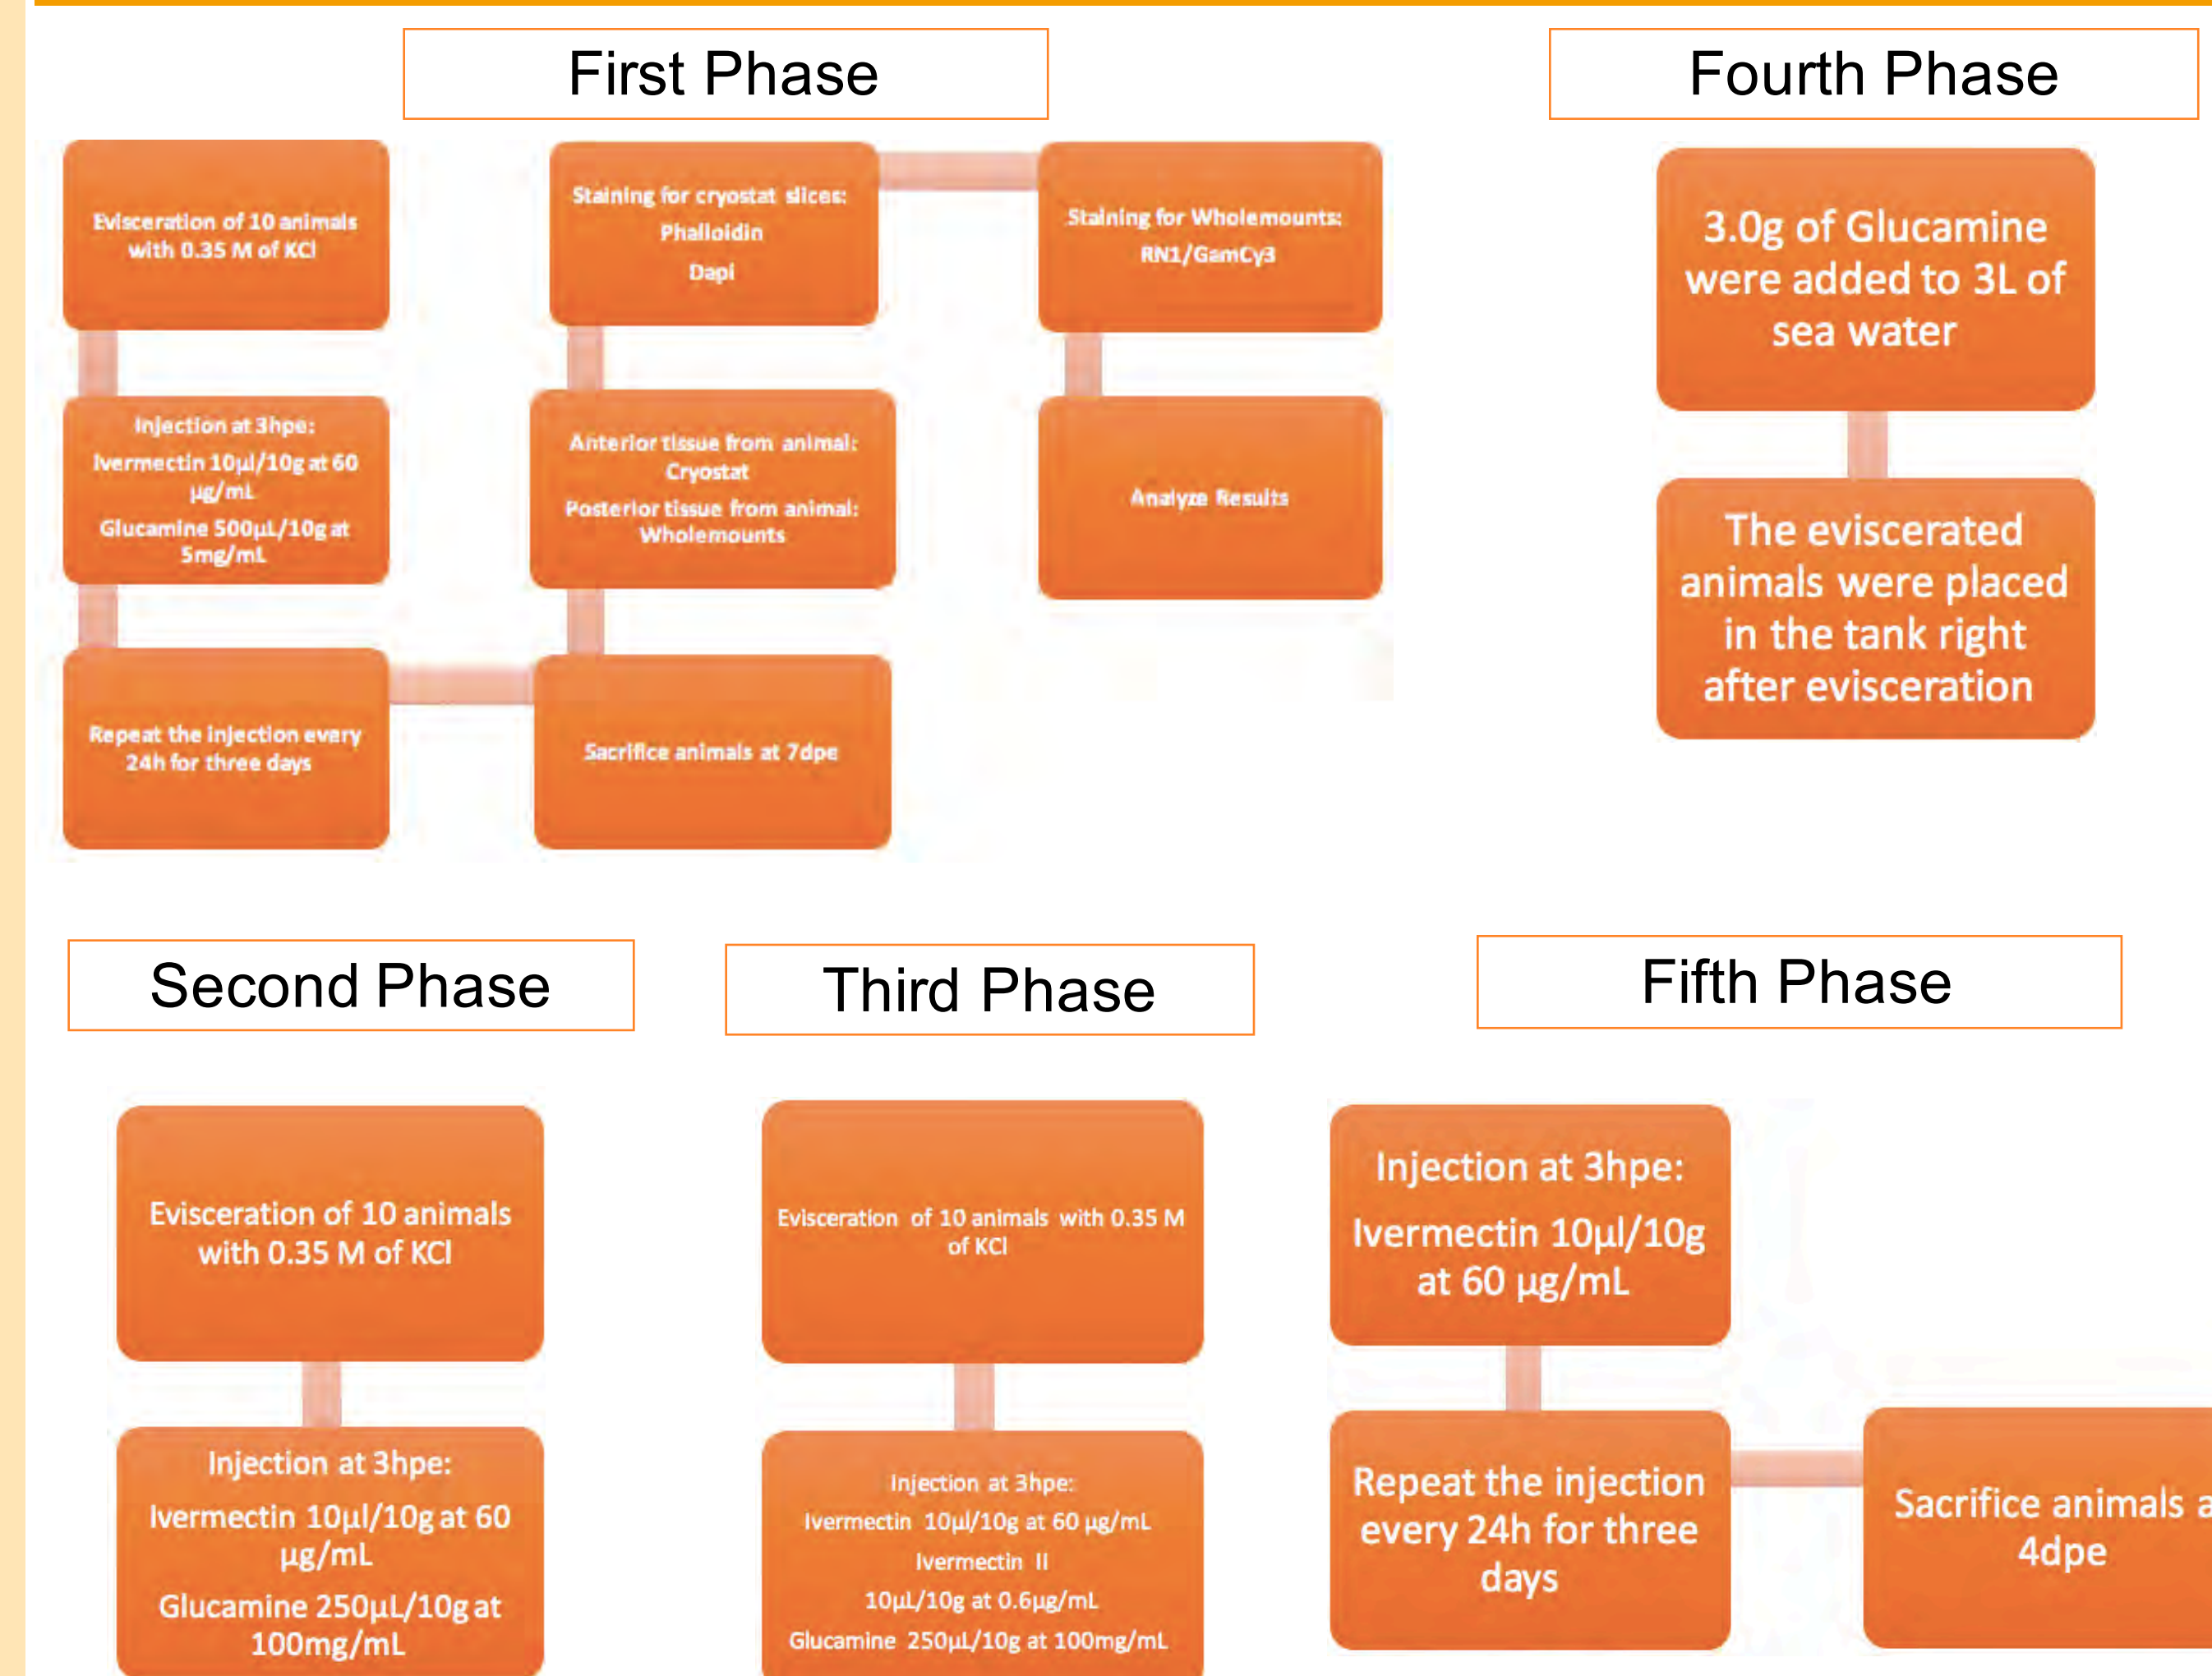 First Phase
Evisceration of 10 animals
with 0.35 M of KCl
Injection at 3hpe:
Ivermectin 10µl/10g at 60
µg/mL
Glucamine 500µL/10g at
5mg/mL
Repeat the injection every
24h for three days
Sacrifice animals at 7dpe
Anterior tissue from animal:
Cryostat
Posterior tissue from animal:
Wholemounts
Staining for cryostat slices:
Phalloidin
Dapi
Staining for Wholemounts:
RN1/GamCy3
Analyze Results
Fourth Phase
3.0g of Glucamine
were added to 3L of
sea water
The eviscerated
animals were placed
in the tank right
after evisceration
Second Phase
Evisceration of 10 animals
with 0.35 M of KCl
Injection at 3hpe:
Ivermectin 10µl/10g at 60
µg/mL
Glucamine 250µL/10g at
100mg/mL
Third Phase
Evisceration of 10 animals with 0.35 M
of KCl
Injection at 3hpe:
Ivermectin 10µl/10g at 60 µg/mL
Ivermectin II
10µL/10g at 0.6µg/mL
Glucamine 250µL/10g at 100mg/mL
Fifth Phase
Injection at 3hpe:
Ivermectin 10µl/10g
at 60 µg/mL
Repeat the injection
every 24h for three
days
Sacrifice animals a
4dpe